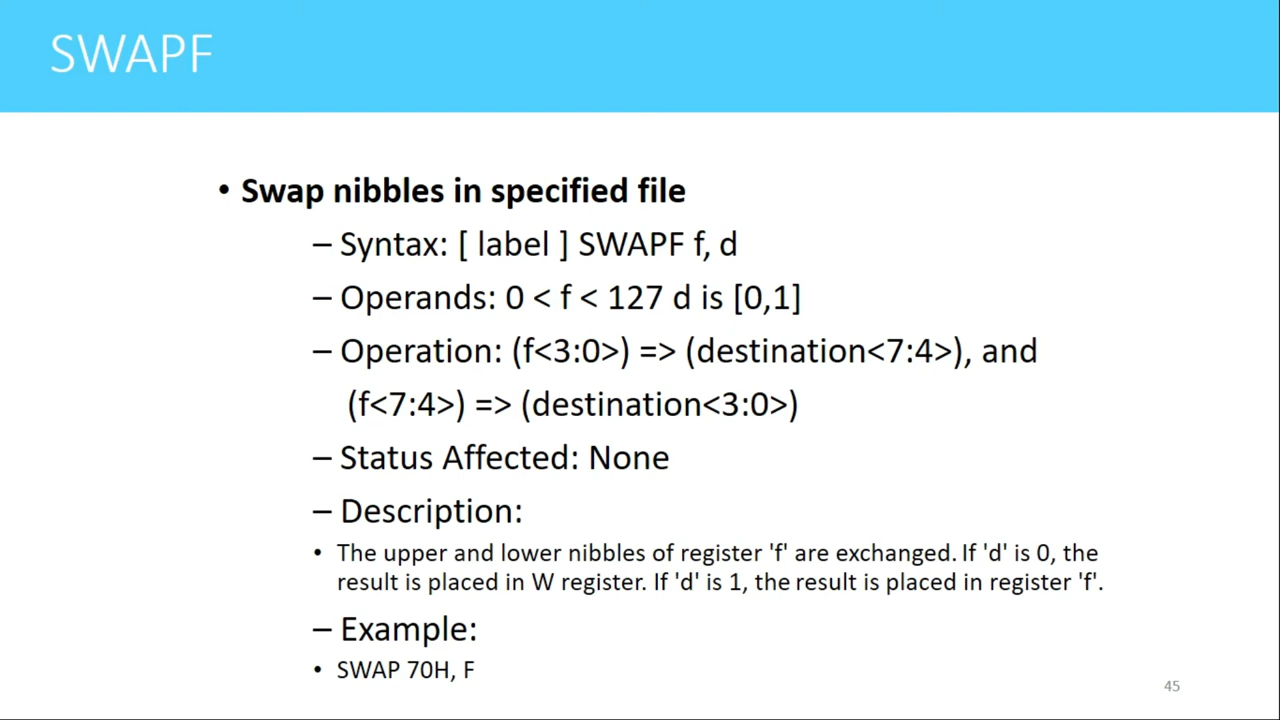 SWAPF
• Swap nibbles in specified file
– Syntax: [ label ] SWAPF f, d
– Operands: 0 < f < 127 d is [0,1]
– Operation: (f<3:0>) => (destination<7:4>), and
(f<7:4>) => (destination<3:0>)
– Status Affected: None
– Description:
• The upper and lower nibbles of register 'f' are exchanged. If 'd' is 0, the
result is placed in W register. If 'd' is 1, the result is placed in register 'f'.
– Example:
• SWAP 70H, F
45